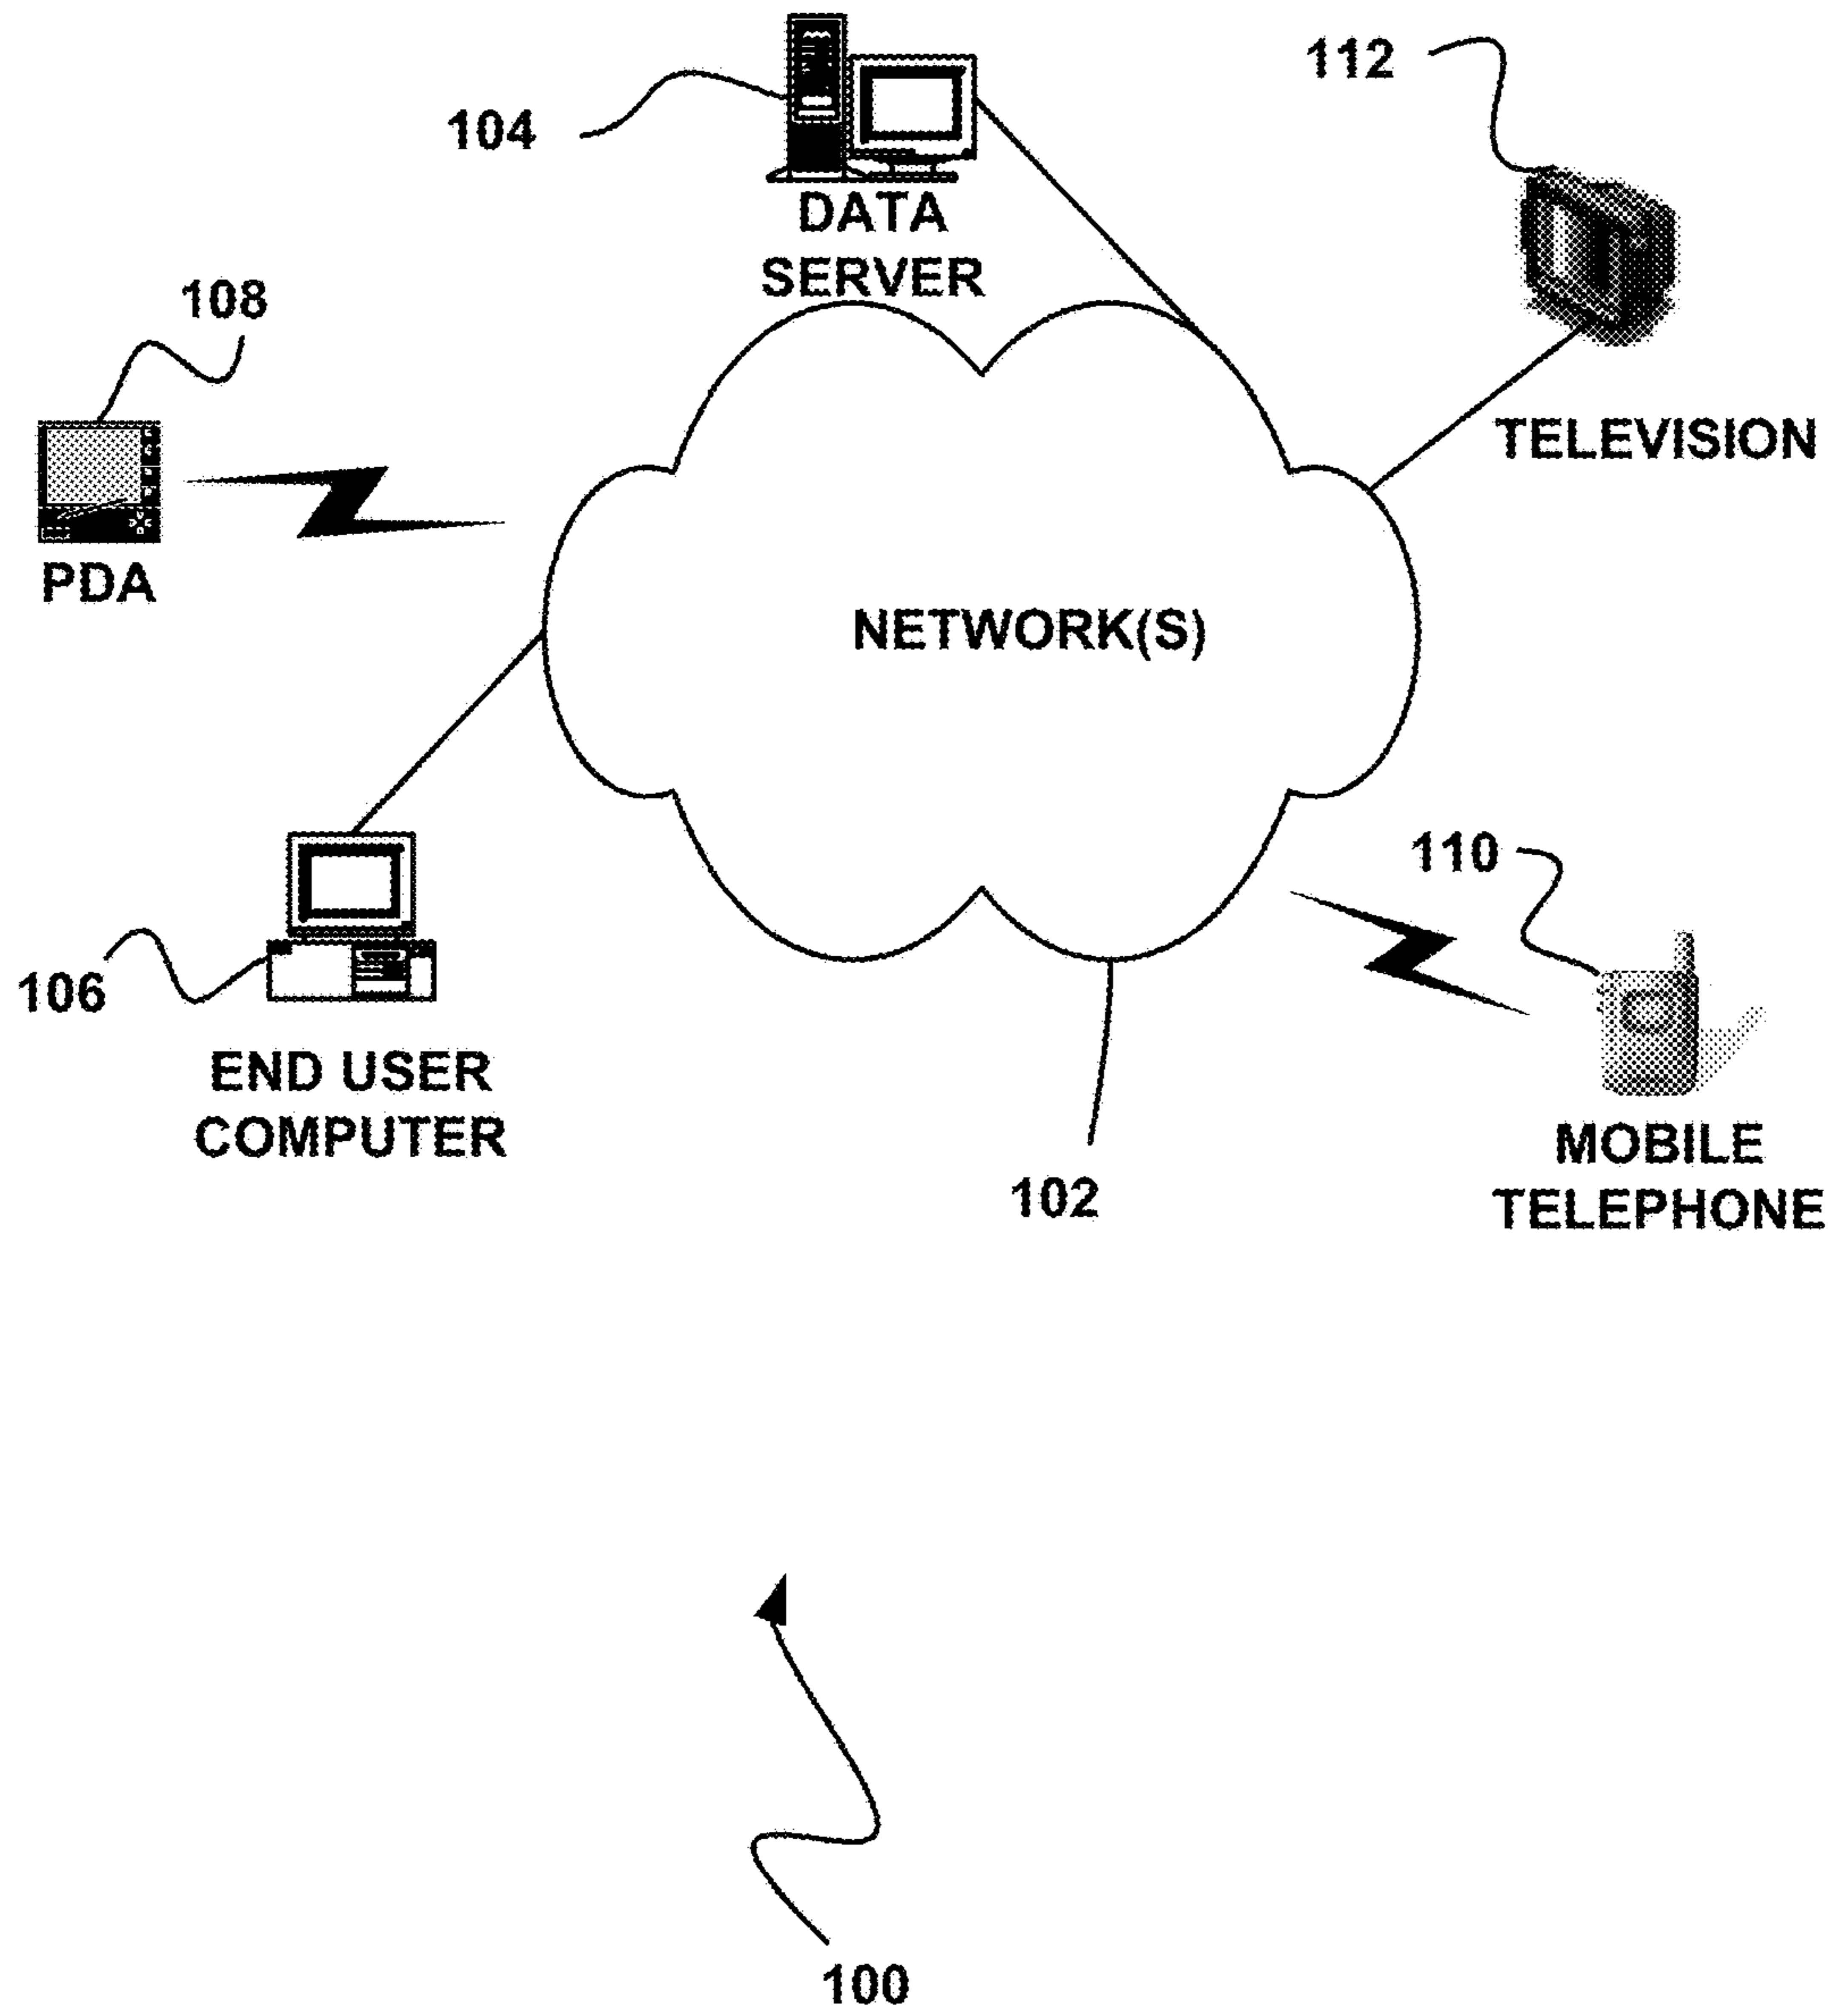 112
104
DATA
SERVER
108
TELEVISION
PDA
NETWORK(S)
110
106
END USER
COMPUTER
MOBILE
TELEPHONE
102
100